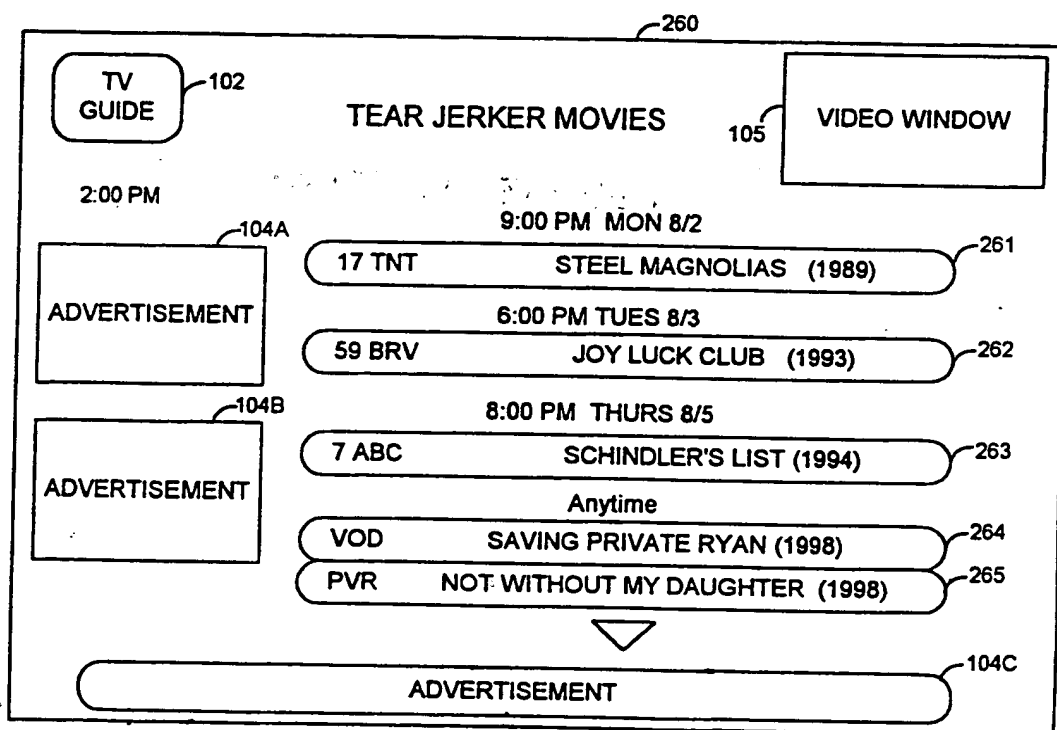 260
TV
GUIDE
102
TEAR JERKER MOVIES
105
VIDEO WINDOW
2:00 PM
104A
ADVERTISEMENT
9:00 PM MON 8/2
17 TNT STEEL MAGNOLIAS (1989)
261
6:00 PM TUES 8/3
59 BRV JOY LUCK CLUB (1993)
262
104B
ADVERTISEMENT
8:00 PM THURS 8/5
7 ABC SCHINDLER'S LIST (1994)
263
Anytime
VOD SAVING PRIVATE RYAN (1998)
264
PVR NOT WITHOUT MY DAUGHTER (1998)
265
104C
ADVERTISEMENT